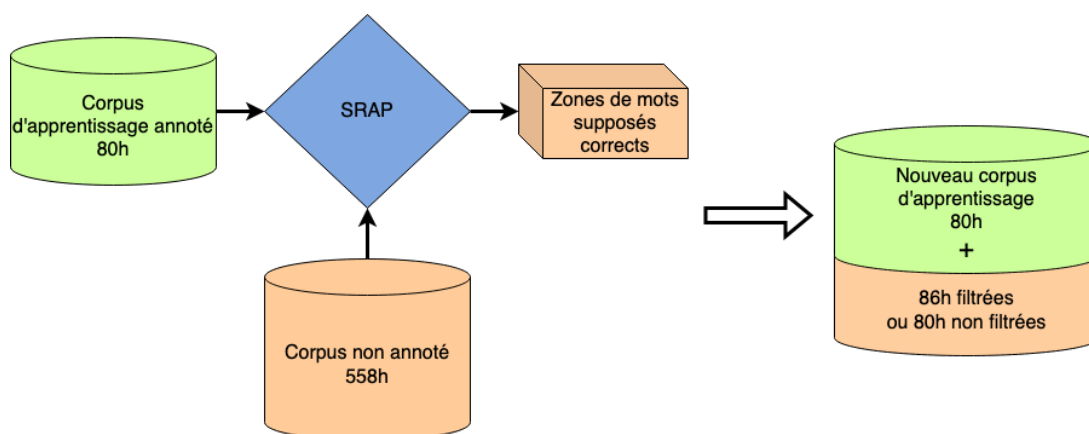 Corpus
d'apprentissage annoté
80h
SRAP
Zones de mots
supposés
corrects
Corpus non annoté
558h
Nouveau corpus
d'apprentissage
80h
+
86h filtrées
ou 80h non filtrées